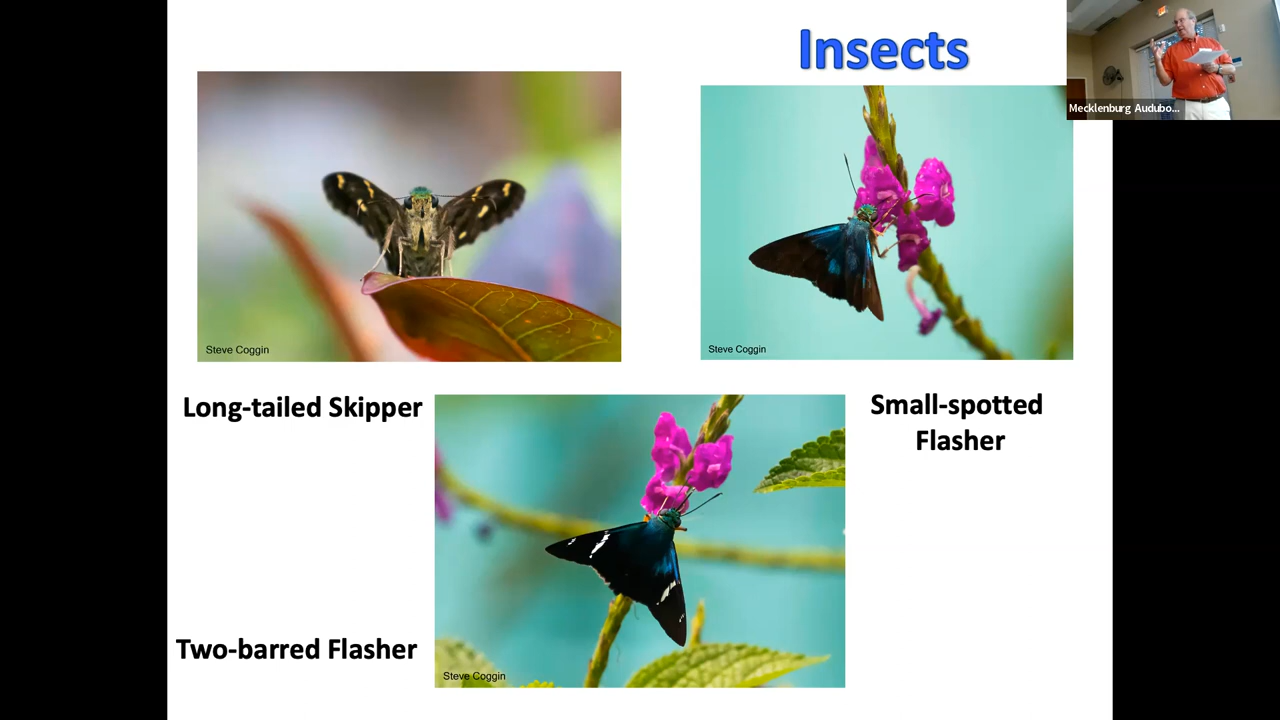 Insects
Mecklenburg Audubo...
Steve Coggin
Steve Coggin
Long-tailed Skipper
Small-spotted
Flasher
Two-barred Flasher
Steve Coggin